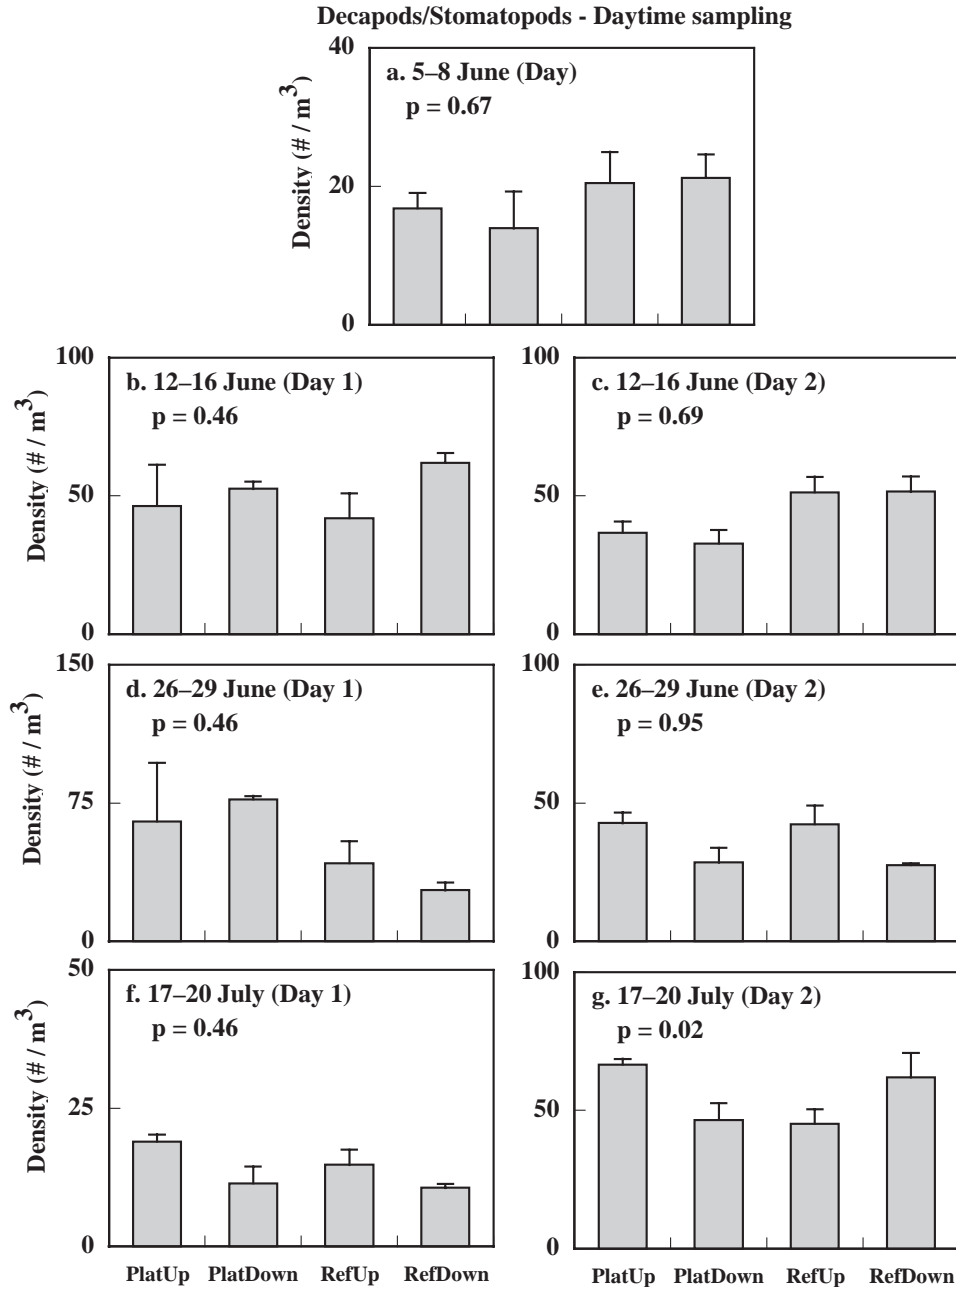 Decapods/Stomatopods - Daytime sampling
40
a. 5–8 June (Day)
p = 0.67
Density (# / m3)
20
0
100
b. 12–16 June (Day 1)
p = 0.46
Density (# / m3)
50
0
100
c. 12–16 June (Day 2)
p = 0.69
50
0
150
d. 26–29 June (Day 1)
p = 0.46
Density (# / m3)
75
0
100
e. 26–29 June (Day 2)
p = 0.95
50
0
50
f. 17–20 July (Day 1)
p = 0.46
Density (# / m3)
25
0
PlatUp PlatDown RefUp RefDown
100
g. 17–20 July (Day 2)
p = 0.02
50
0
PlatUp PlatDown RefUp RefDown